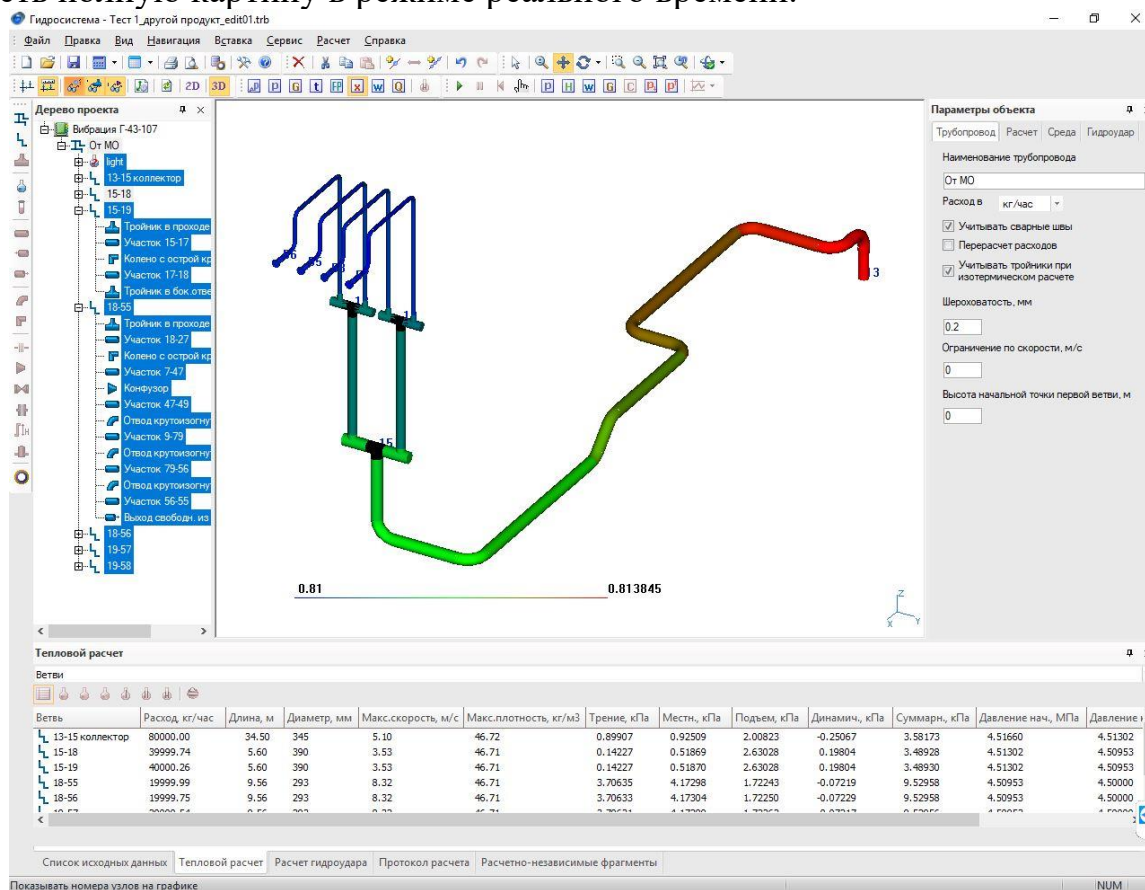 сть полную картину в режиме реального времени.
Гидросистема - Тест 1_другой продукт_edit01.trb
Файл Правка Вид Навигация Вставка Сервис Расчет Справка
2D 3D P P G t FP x w Q P H w G C
Дерево проекта
Вибрация Г-43-107
От МО
light
13-15 коллектор
15-18
15-19
Тройник в проходе
Участок 15-17
Колено с острой кр
Участок 17-18
Тройник в бок.отве
18-55
Тройник в проходе
Участок 18-27
Колено с острой кр
Участок 7-47
Конфузор
Участок 47-49
Отвод крутоизогну
Участок 9-79
Отвод крутоизогну
Участок 79-56
Отвод крутоизогну
Участок 56-55
Выход свободн. из
18-56
19-57
19-58
15
0.81 0.813845
Z
X Y
Параметры объекта
Трубопровод Расчет Среда Гидроудар
Наименование трубопровода
От МО
Расход в кг/час
Учитывать сварные швы
Перерасчет расходов
Учитывать тройники при
изотермическом расчете
Шероховатость, мм
0.2
Ограничение по скорости, м/с
0
Высота начальной точки первой ветви, м
0
Тепловой расчет
Ветви
Ветвь Расход, кг/час Длина, м Диаметр, мм Макс.скорость, м/с Макс.плотность, кг/м3 Трение, кПа Местн., кПа Подъем, кПа Динамич., кПа Суммарн., кПа Давление нач., МПа Давление
13-15 коллектор 80000.00 34.50 345 5.10 46.72 0.89907 0.92509 2.00823 -0.25067 3.58173 4.51660 4.51302
15-18 39999.74 5.60 390 3.53 46.71 0.14227 0.51869 2.63028 0.19804 3.48928 4.51302 4.50953
15-19 40000.26 5.60 390 3.53 46.71 0.14227 0.51870 2.63028 0.19804 3.48930 4.51302 4.50953
18-55 19999.99 9.56 293 8.32 46.71 3.70635 4.17298 1.72243 -0.07219 9.52958 4.50953 4.50000
18-56 19999.75 9.56 293 8.32 46.71 3.70633 4.17304 1.72250 -0.07229 9.52958 4.50953 4.50000
Список исходных данных Тепловой расчет Расчет гидроудара Протокол расчета Расчетно-независимые фрагменты
Показывать номера узлов на графике NUM